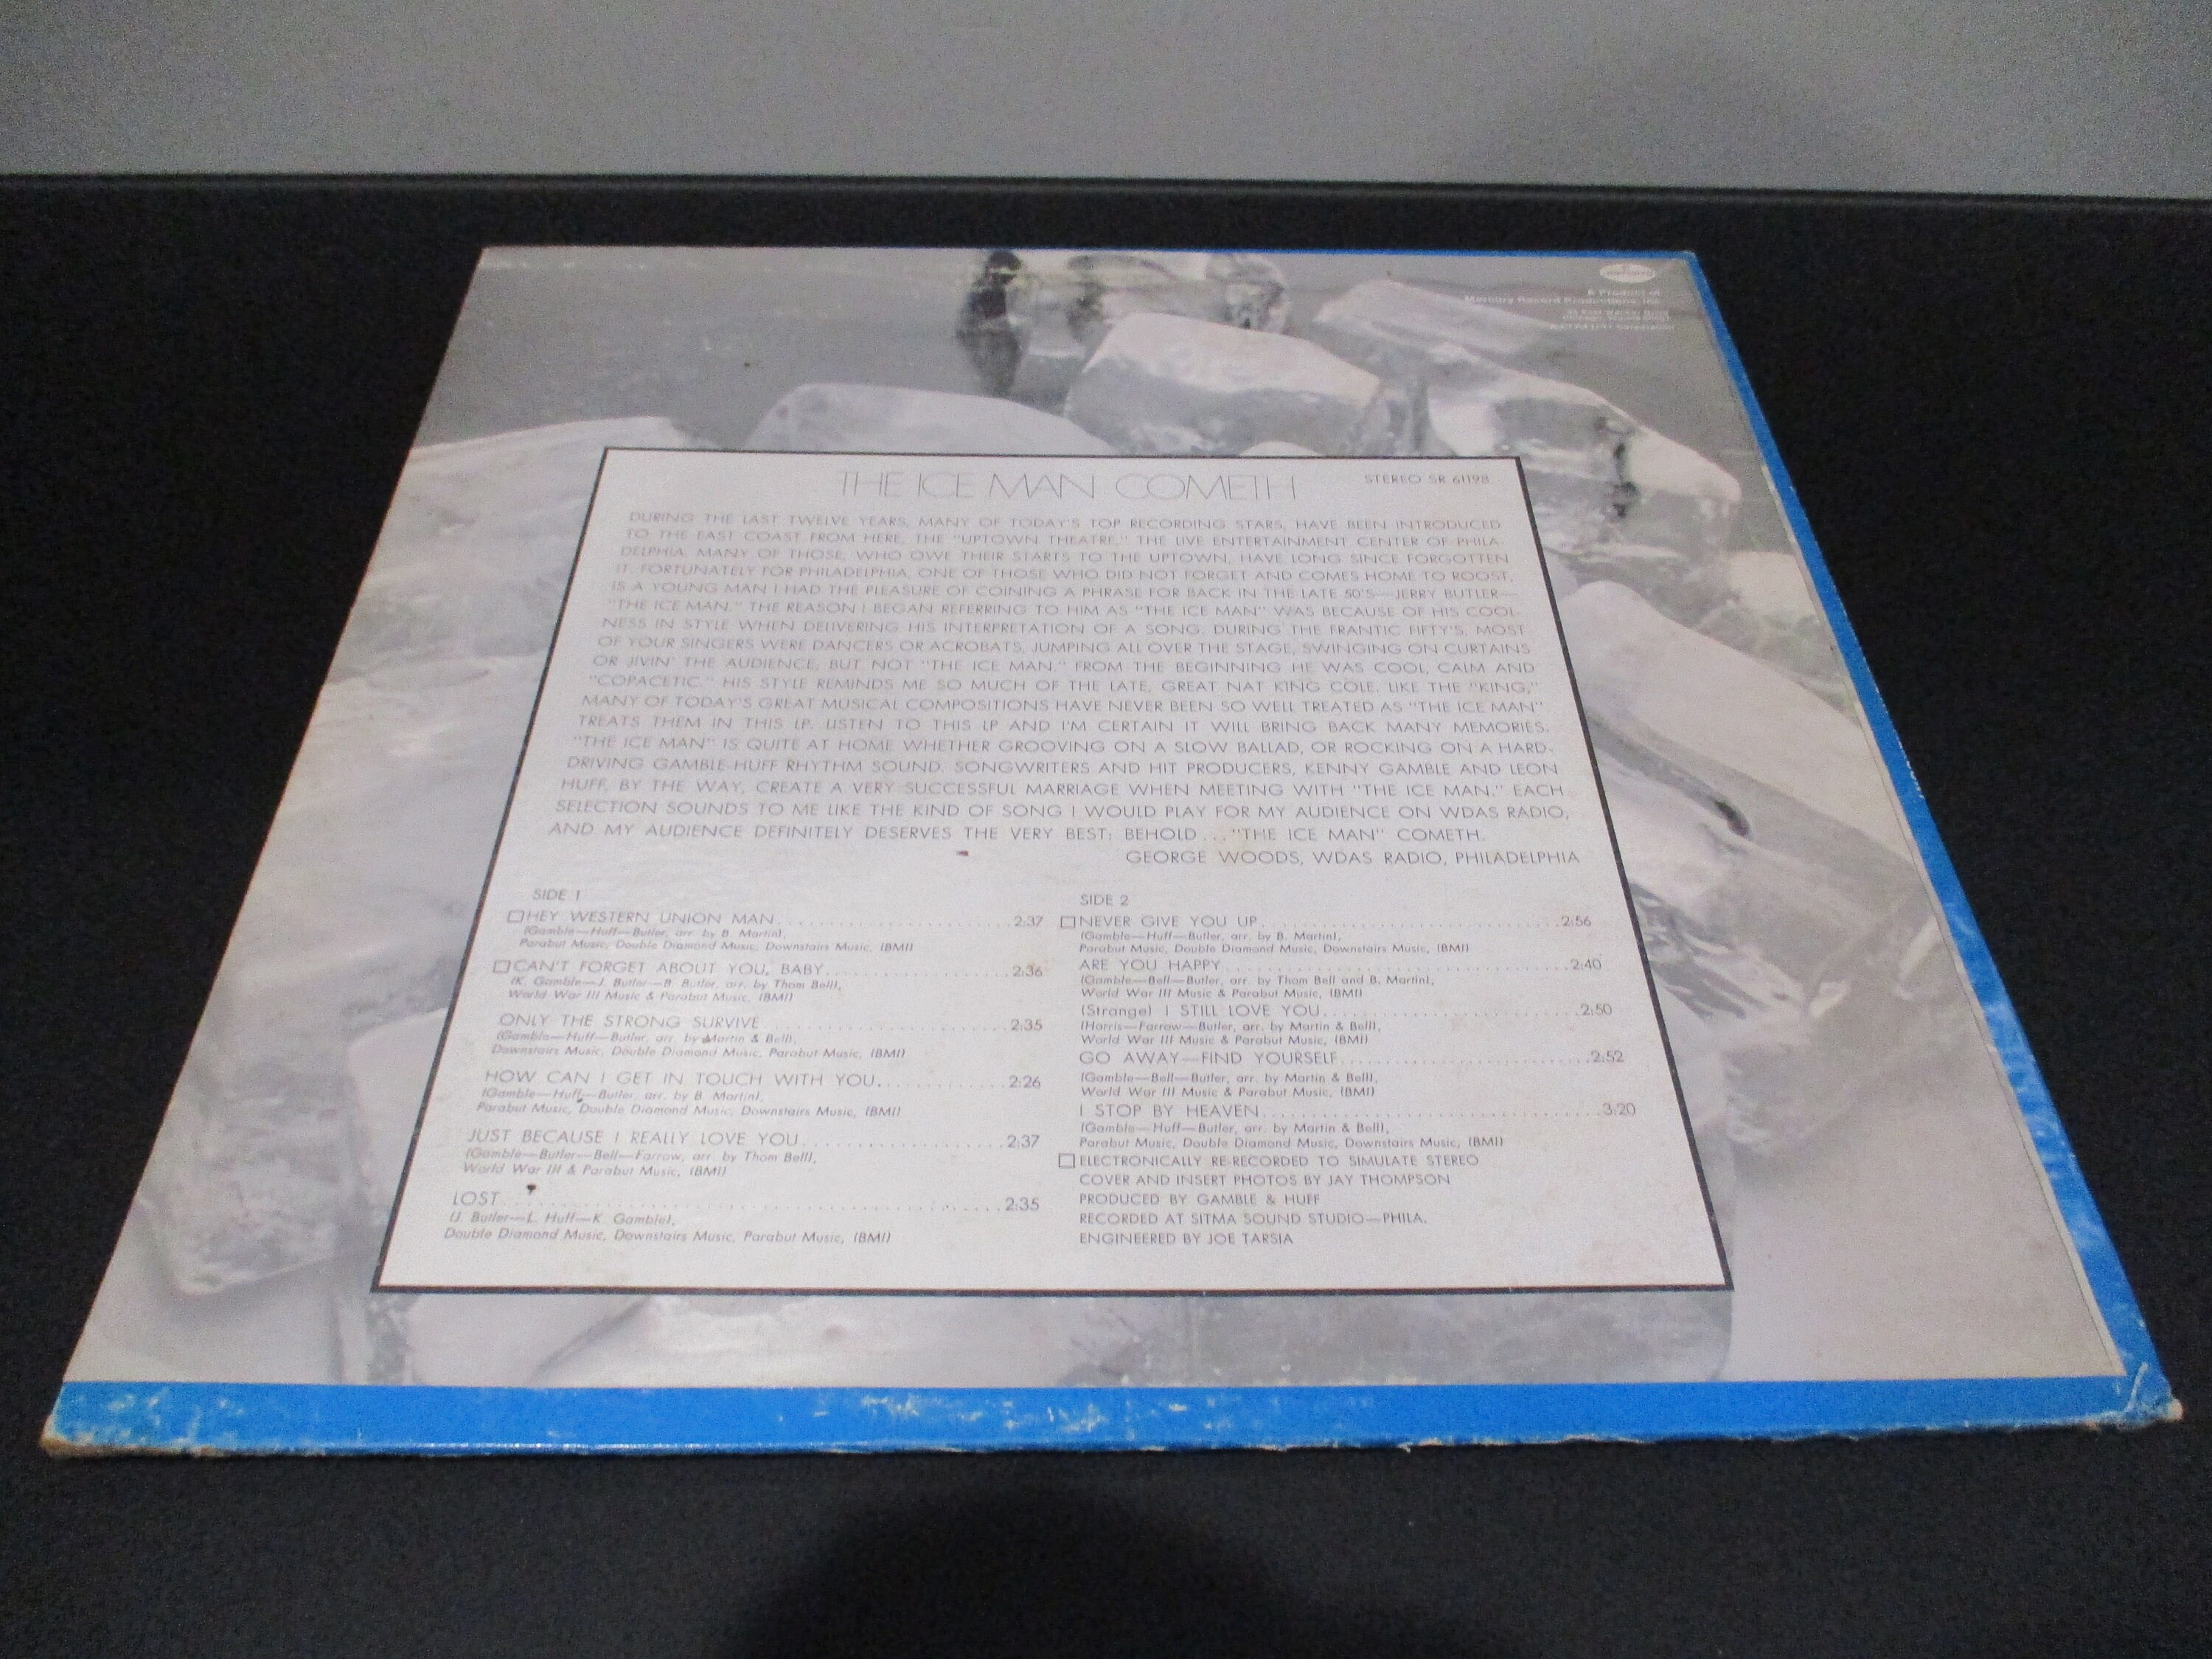 mercury
A Product of
Mercury Record Productions, Inc.
THE ICE MAN COMETH
STEREO SR 61198
DURING THE LAST TWELVE YEARS, MANY OF TODAY'S TOP RECORDING STARS, HAVE BEEN INTRODUCED
TO THE EAST COAST FROM HERE, THE "UPTOWN THEATRE," THE LIVE ENTERTAINMENT CENTER OF PHILA-
DELPHIA. MANY OF THOSE, WHO OWE THEIR STARTS TO THE UPTOWN, HAVE LONG SINCE FORGOTTEN
IT. FORTUNATELY FOR PHILADELPHIA, ONE OF THOSE WHO DID NOT FORGET AND COMES HOME TO ROOST,
IS A YOUNG MAN I HAD THE PLEASURE OF COINING A PHRASE FOR BACK IN THE LATE 50'S—JERRY BUTLER—
"THE ICE MAN." THE REASON I BEGAN REFERRING TO HIM AS "THE ICE MAN" WAS BECAUSE OF HIS COOL-
NESS IN STYLE WHEN DELIVERING HIS INTERPRETATION OF A SONG. DURING THE FRANTIC FIFTY'S, MOST
OF YOUR SINGERS WERE DANCERS OR ACROBATS, JUMPING ALL OVER THE STAGE, SWINGING ON CURTAINS
OR JIVIN' THE AUDIENCE, BUT NOT "THE ICE MAN." FROM THE BEGINNING HE WAS COOL, CALM AND
"COPACETIC." HIS STYLE REMINDS ME SO MUCH OF THE LATE, GREAT NAT KING COLE. LIKE THE "KING,"
MANY OF TODAY'S GREAT MUSICAL COMPOSITIONS HAVE NEVER BEEN SO WELL TREATED AS "THE ICE MAN"
TREATS THEM IN THIS LP. LISTEN TO THIS LP AND I'M CERTAIN IT WILL BRING BACK MANY MEMORIES.
"THE ICE MAN" IS QUITE AT HOME WHETHER GROOVING ON A SLOW BALLAD, OR ROCKING ON A HARD-
DRIVING GAMBLE-HUFF RHYTHM SOUND. SONGWRITERS AND HIT PRODUCERS, KENNY GAMBLE AND LEON
HUFF, BY THE WAY, CREATE A VERY SUCCESSFUL MARRIAGE WHEN MEETING WITH "THE ICE MAN." EACH
SELECTION SOUNDS TO ME LIKE THE KIND OF SONG I WOULD PLAY FOR MY AUDIENCE ON WDAS RADIO,
AND MY AUDIENCE DEFINITELY DESERVES THE VERY BEST; BEHOLD..."THE ICE MAN" COMETH.
GEORGE WOODS, WDAS RADIO, PHILADELPHIA
SIDE 1
□HEY WESTERN UNION MAN..........2:37
(Gamble—Huff—Butler, arr. by B. Martin),
Parabut Music, Double Diamond Music, Downstairs Music, (BMI)
□CAN'T FORGET ABOUT YOU, BABY..........2:36
(K. Gamble—J. Butler—B. Butler, arr. by Thom Bell),
World War III Music & Parabut Music, (BMI)
ONLY THE STRONG SURVIVE..........2:35
(Gamble—Huff—Butler, arr. by Martin & Bell),
Downstairs Music, Double Diamond Music, Parabut Music, (BMI)
HOW CAN I GET IN TOUCH WITH YOU..........2:26
(Gamble—Huff—Butler, arr. by B. Martin),
Parabut Music, Double Diamond Music, Downstairs Music, (BMI)
JUST BECAUSE I REALLY LOVE YOU..........2:37
(Gamble—Butler—Bell—Farrow, arr. by Thom Bell),
World War III & Parabut Music, (BMI)
LOST..........2:35
(J. Butler—L. Huff—K. Gamble),
Double Diamond Music, Downstairs Music, Parabut Music, (BMI)
SIDE 2
□NEVER GIVE YOU UP..........2:56
(Gamble—Huff—Butler, arr. by B. Martin),
Parabut Music, Double Diamond Music, Downstairs Music, (BMI)
ARE YOU HAPPY..........2:40
(Gamble—Bell—Butler, arr. by Thom Bell and B. Martin),
World War III Music & Parabut Music, (BMI)
(Strange) I STILL LOVE YOU..........2:50
(Harris—Farrow—Butler, arr. by Martin & Bell),
World War III Music & Parabut Music, (BMI)
GO AWAY—FIND YOURSELF..........2:52
(Gamble—Bell—Butler, arr. by Martin & Bell),
World War III Music & Parabut Music, (BMI)
I STOP BY HEAVEN..........3:20
(Gamble—Huff—Butler, arr. by Martin & Bell),
Parabut Music, Double Diamond Music, Downstairs Music, (BMI)
□ELECTRONICALLY RE-RECORDED TO SIMULATE STEREO
COVER AND INSERT PHOTOS BY JAY THOMPSON
PRODUCED BY GAMBLE & HUFF
RECORDED AT SITMA SOUND STUDIO—PHILA.
ENGINEERED BY JOE TARSIA